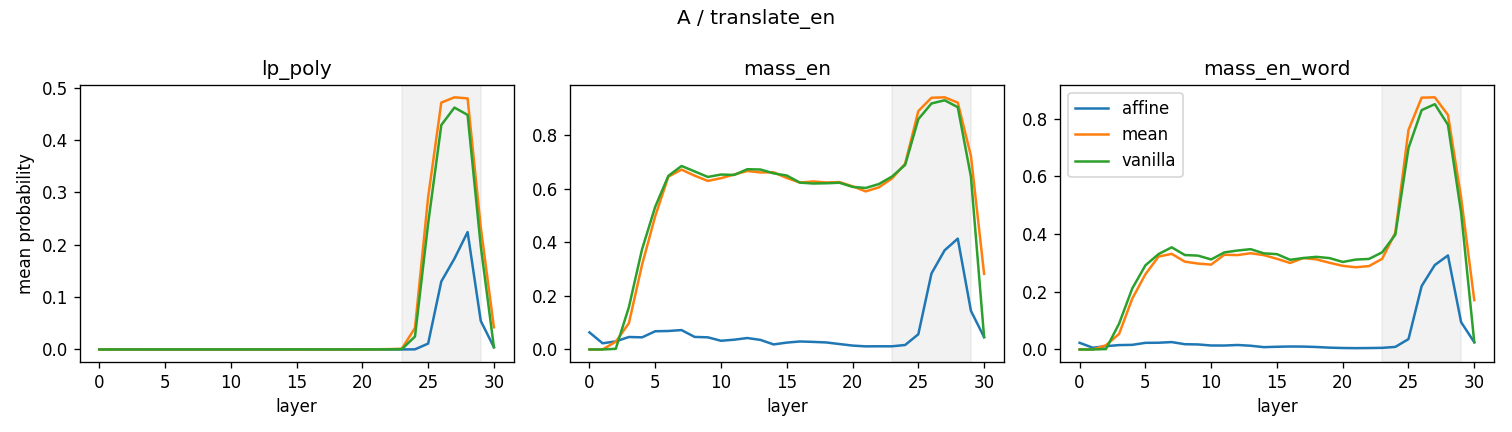 A / translate_en
lp_poly
mean probability
0.5
0.4
0.3
0.2
0.1
0.0
0 5 10 15 20 25 30
layer
mass_en
0.8
0.6
0.4
0.2
0.0
0 5 10 15 20 25 30
layer
mass_en_word
affine
mean
vanilla
0.8
0.6
0.4
0.2
0.0
0 5 10 15 20 25 30
layer